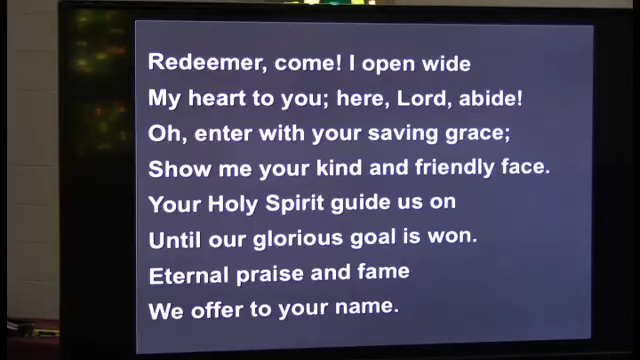 Redeemer, come! I open wide
My heart to you; here, Lord, abide!
Oh, enter with your saving grace;
Show me your kind and friendly face.
Your Holy Spirit guide us on
Until our glorious goal is won.
Eternal praise and fame
We offer to your name.